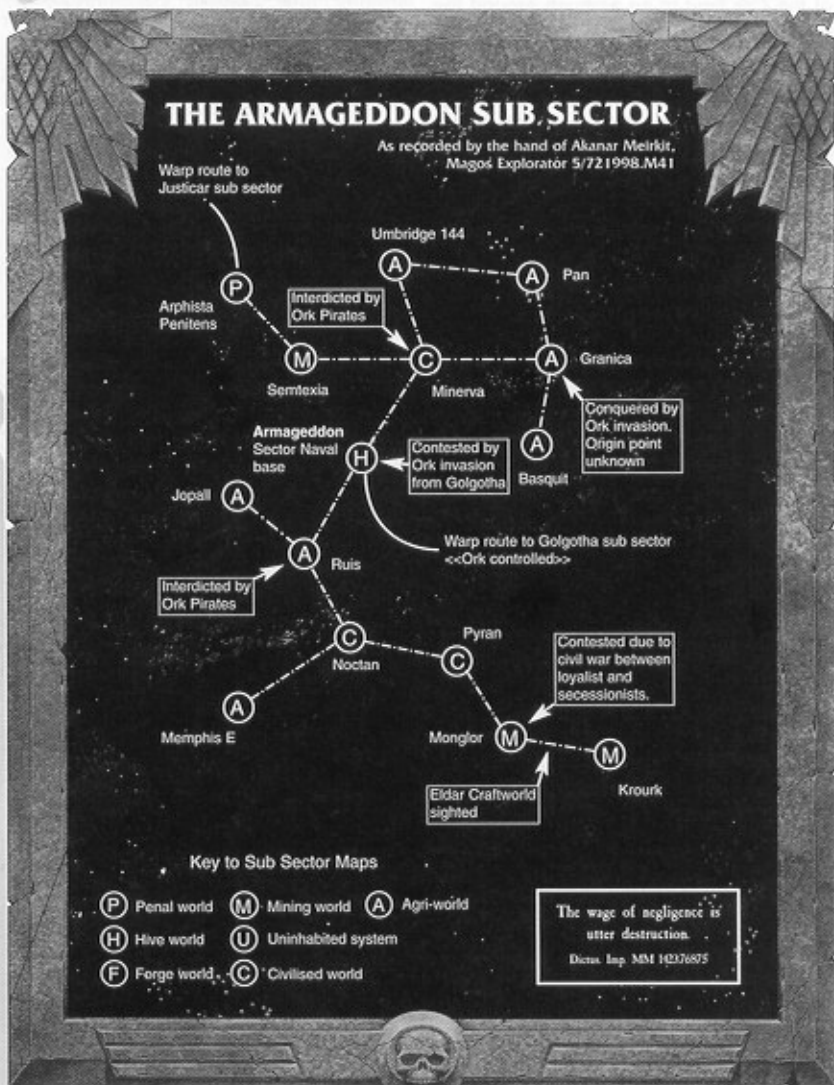 THE ARMAGEDDON SUB SECTOR
As recorded by the hand of Akanar Meirkit,
Magos Explorator 5/721998.M41
Warp route to
Justicar sub sector
Umbridge 144
A
A
Pan
P
Interdicted by
Ork Pirates
Arphista
Penitens
M
C
A
Granica
Semtexia
Minerva
Conquered by
Ork invasion.
Origin point
unknown
Armageddon
Sector Naval
base
H
Contested by
Ork invasion
from Golgotha
A
Basquit
Jopall
A
Warp route to Golgotha sub sector
<<Ork controlled>>
A
Ruis
Interdicted by
Ork Pirates
C
Noctan
Pyran
C
Contested due to
civil war between
loyalist and
secessionists.
A
Memphis E
Monglor
M
M
Krourk
Eldar Craftworld
sighted
Key to Sub Sector Maps
P Penal world M Mining world A Agri-world
H Hive world U Uninhabited system
F Forge world C Civilised world
The wage of negligence is
utter destruction.
Dictus. Imp. MM 142376875